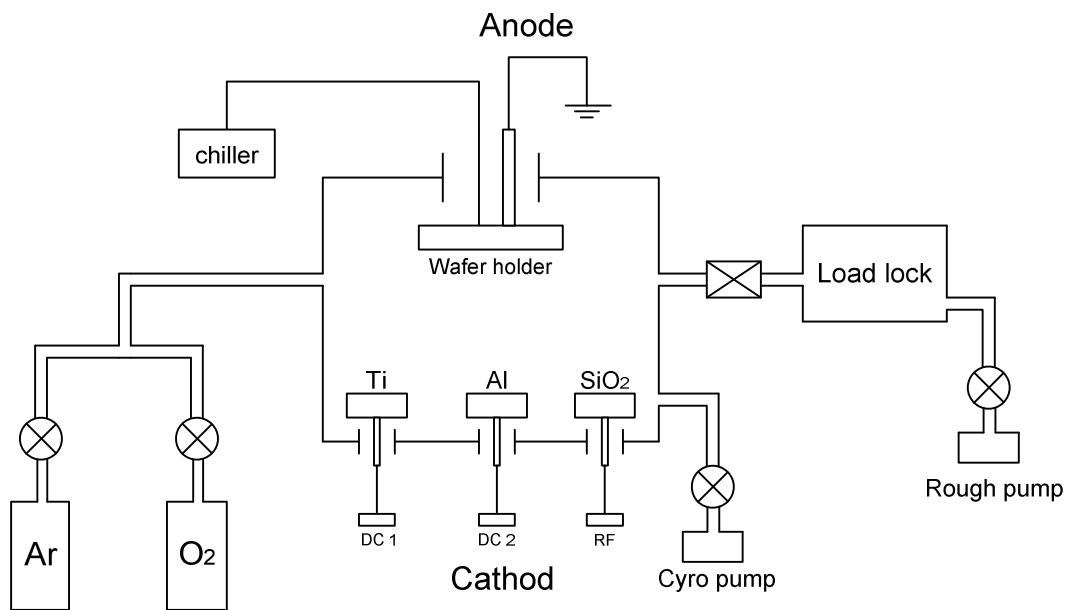 Anode
chiller
Wafer holder
Load lock
Ti
Al
SiO2
Rough pump
Ar
O2
DC 1
DC 2
RF
Cathod
Cyro pump